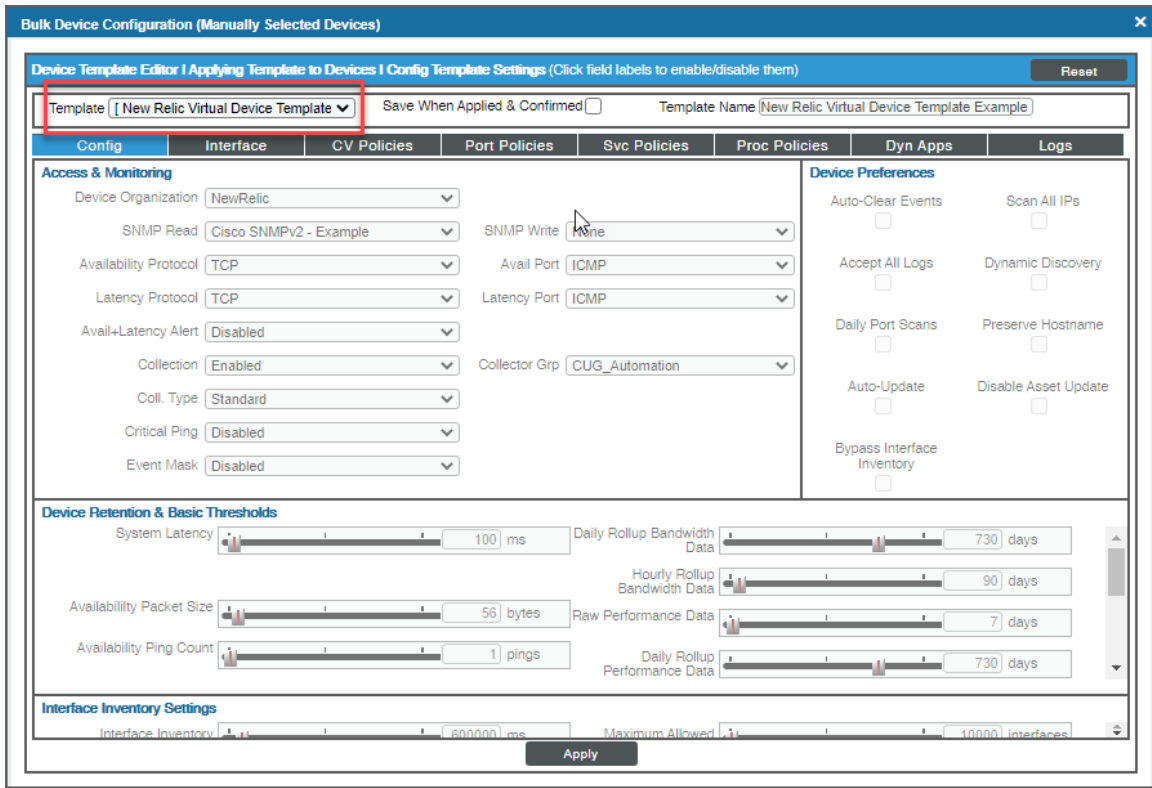 Bulk Device Configuration (Manually Selected Devices)
Device Template Editor | Applying Template to Devices | Config Template Settings (Click field labels to enable/disable them) Reset
Template [ New Relic Virtual Device Template Save When Applied & Confirmed Template Name New Relic Virtual Device Template Example
Config Interface CV Policies Port Policies Svc Policies Proc Policies Dyn Apps Logs
Access & Monitoring
Device Organization NewRelic
SNMP Read Cisco SNMPv2 - Example SNMP Write None
Availability Protocol TCP Avail Port ICMP
Latency Protocol TCP Latency Port ICMP
Avail+Latency Alert Disabled
Collection Enabled Collector Grp CUG_Automation
Coll. Type Standard
Critical Ping Disabled
Event Mask Disabled
Device Preferences
Auto-Clear Events Scan All IPs
Accept All Logs Dynamic Discovery
Daily Port Scans Preserve Hostname
Auto-Update Disable Asset Update
Bypass Interface
Inventory
Device Retention & Basic Thresholds
System Latency 100 ms
Availabililty Packet Size 56 bytes
Availability Ping Count 1 pings
Daily Rollup Bandwidth
Data 730 days
Hourly Rollup
Bandwidth Data 90 days
Raw Performance Data 7 days
Daily Rollup
Performance Data 730 days
Interface Inventory Settings
Interface Inventory 600000 ms Maximum Allowed 10000 interfaces
Apply